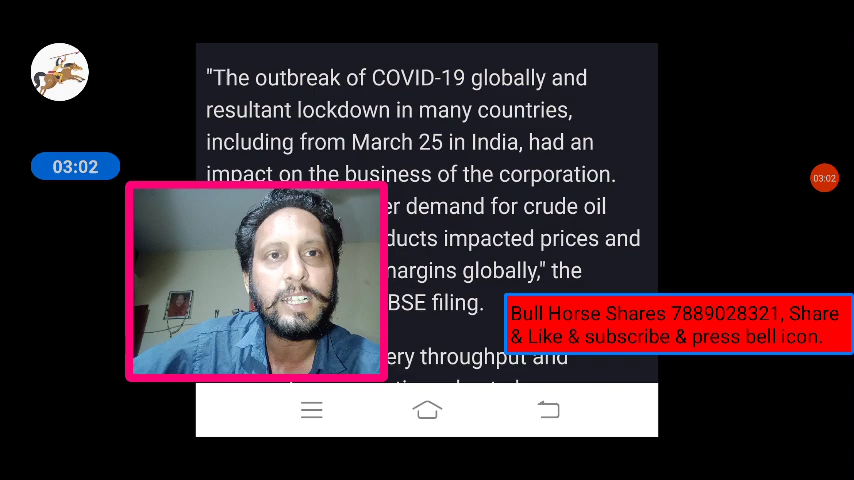 "The outbreak of COVID-19 globally and
resultant lockdown in many countries,
including from March 25 in India, had an
impact on the business of the corporation.
er demand for crude oil
ducts impacted prices and
margins globally," the
BSE filing.
ery throughput and
03:02
03:02
Bull Horse Shares 7889028321, Share
& Like & subscribe & press bell icon.